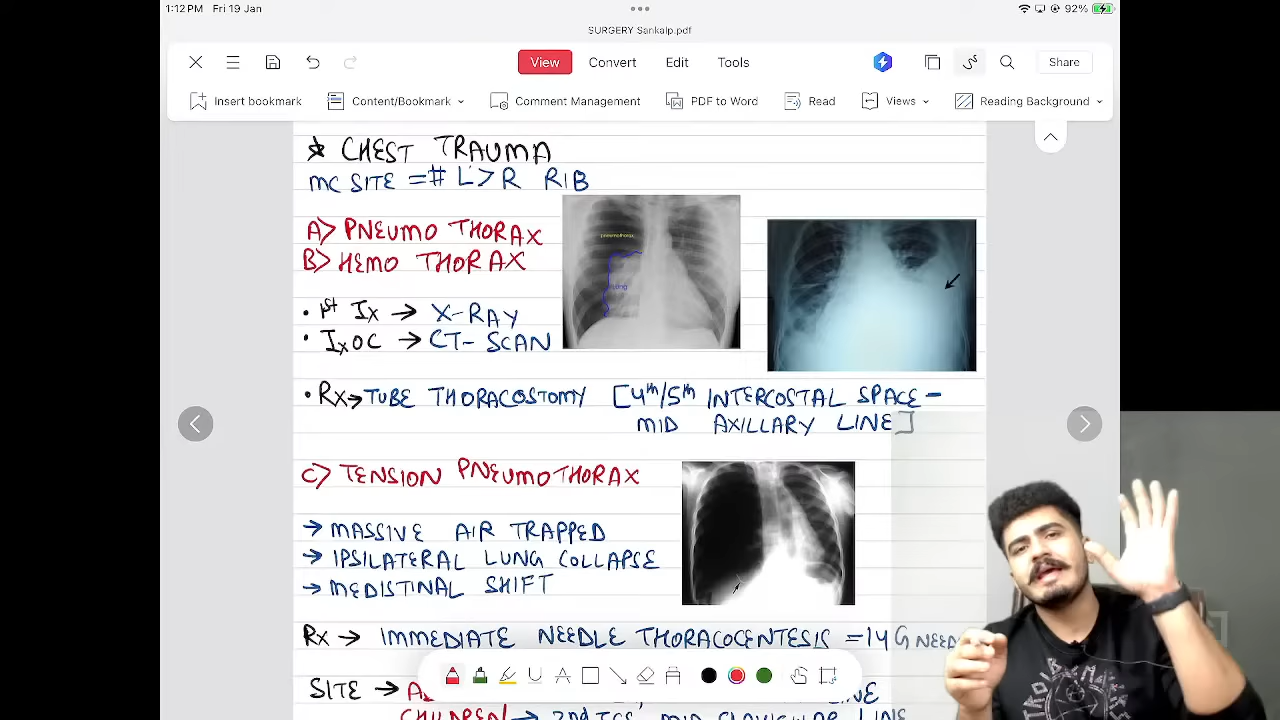 1:12 PM Fri 19 Jan
92%
SURGERY Sankalp.pdf
View Convert Edit Tools Share
Insert bookmark Content/Bookmark Comment Management PDF to Word Read Views Reading Background
CHEST TRAUMA
MC SITE = # L > R RIB
A> PNEUMO THORAX
B> HEMO THORAX
pneumothorax
Lung
• 1st Ix → X-RAY
• IxOC → CT-SCAN
• Rx → TUBE THORACOSTOMY [4th/5th INTERCOSTAL SPACE -
MID AXILLARY LINE]
C> TENSION PNEUMOTHORAX
→ MASSIVE AIR TRAPPED
→ IPSILATERAL LUNG COLLAPSE
→ MEDISTINAL SHIFT
Rx → IMMEDIATE NEEDLE THORACOCENTESIS = 14 G
SITE →